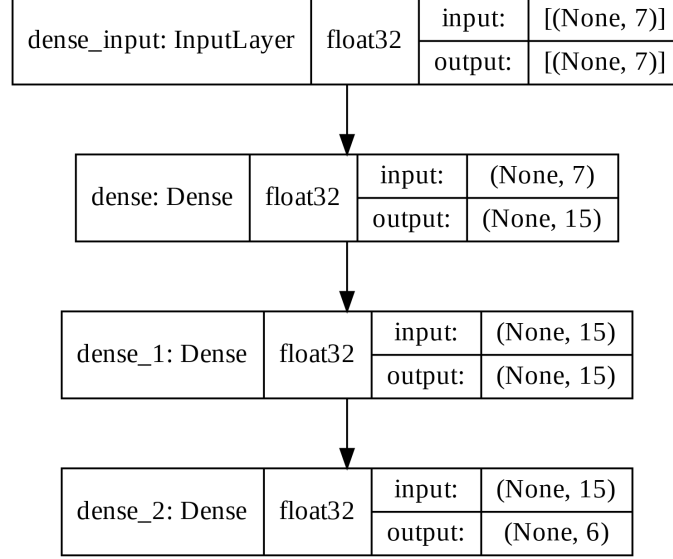 dense_input: InputLayer float32 input: [(None, 7)]
output: [(None, 7)]
dense: Dense float32 input: (None, 7)
output: (None, 15)
dense_1: Dense float32 input: (None, 15)
output: (None, 15)
dense_2: Dense float32 input: (None, 15)
output: (None, 6)